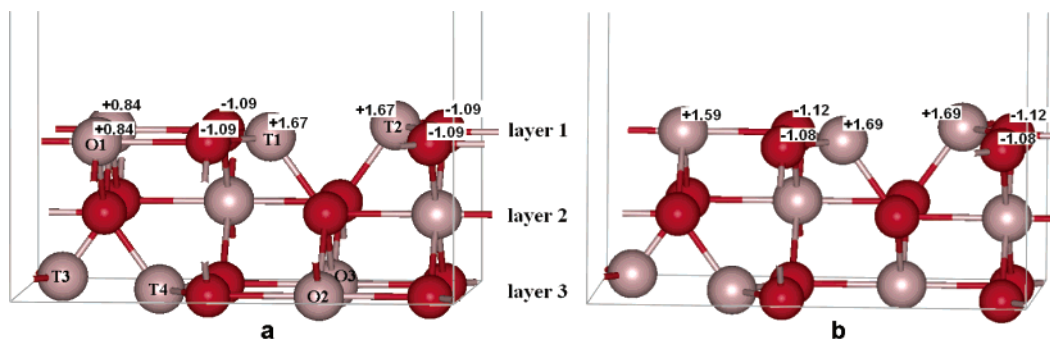 +0.84
-1.09
+1.67
-1.09
+0.84
-1.09
+1.67
-1.09
O1
T1
T2
layer 1
layer 2
T3
T4
O3
O2
layer 3
a
+1.59
-1.12
+1.69
-1.12
-1.08
+1.69
-1.08
b